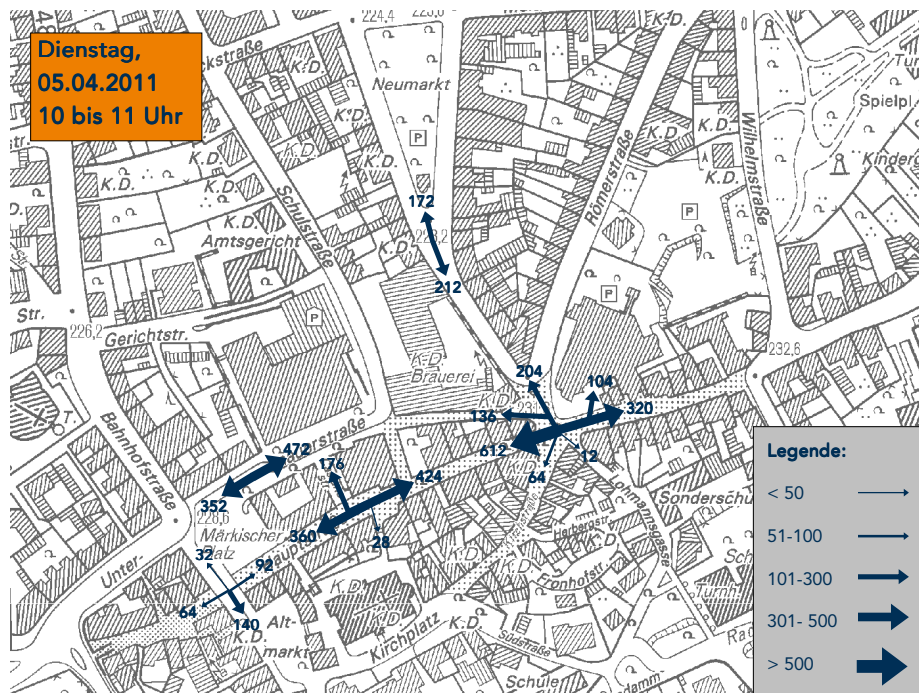 Dienstag,
05.04.2011
10 bis 11 Uhr
224,4
K.D.
ckstraße
K.D.
Neumarkt
P
K.D.
Schulstraße
Römerstraße
Wilhelmstraße
Spielpl.
Kinderg
K.D.
K.D.
K.D.
K.D.
172
P
Amtsgericht
K.D.
212
Str.
226,2
Gerichtstr.
P
P
232,6
K.D.
Brauerei
204
104
320
136
612
12
64
Bahnhofstraße
472
352
176
424
360
28
Märkischer
Platz
32
92
64
140
Unter-
K.D.
Alt-
markt
K.D.
K.D.
Kirchplatz
K.D.
Fronhofstr.
Lohmannsgasse
Sonderschu
Turnh.
Südstraße
Schule
Legende:
< 50
51-100
101-300
301- 500
> 500